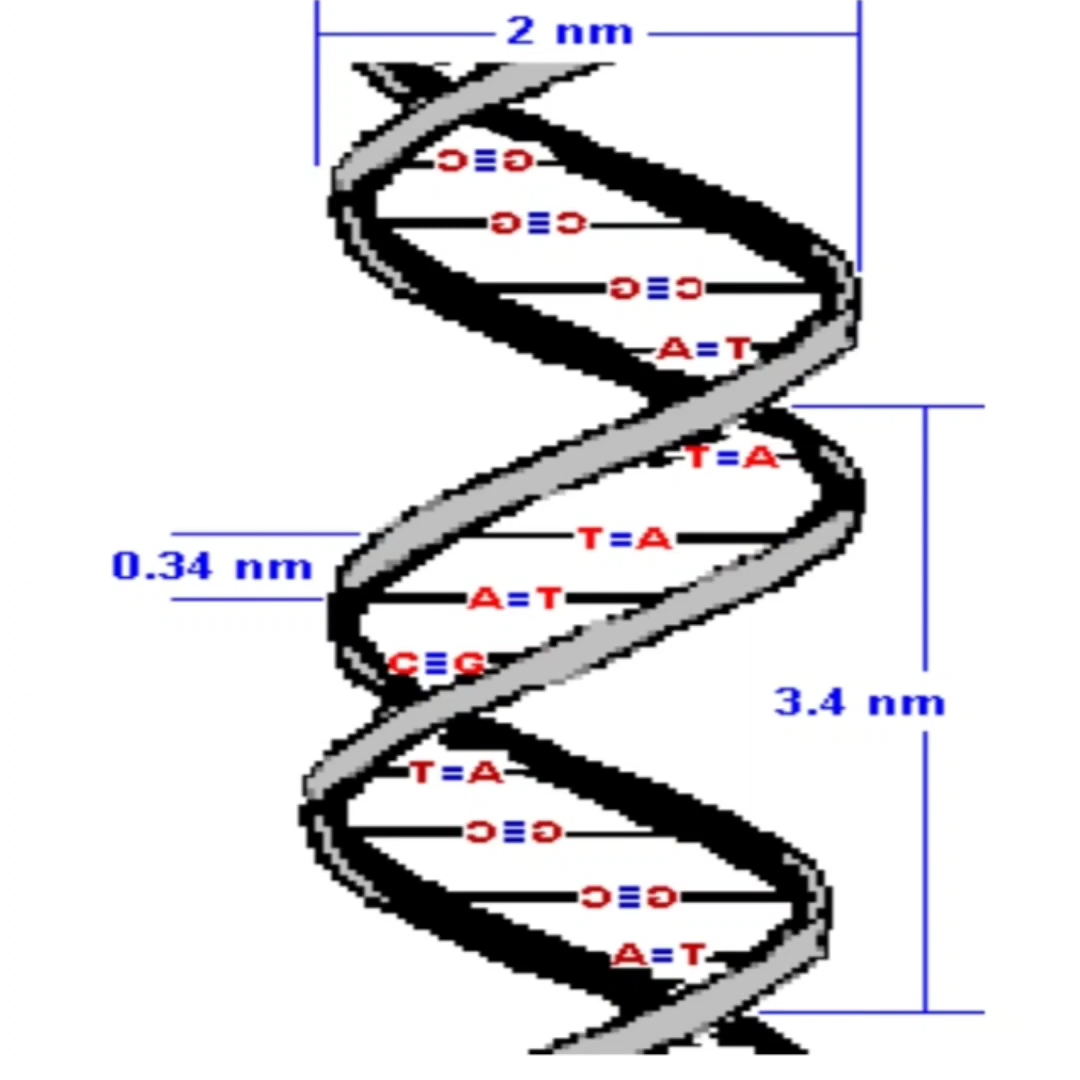 2 nm
C≡G
G≡C
G≡C
A=T
T=A
T=A
0.34 nm
A=T
C≡G
3.4 nm
T=A
C≡G
C≡G
A=T